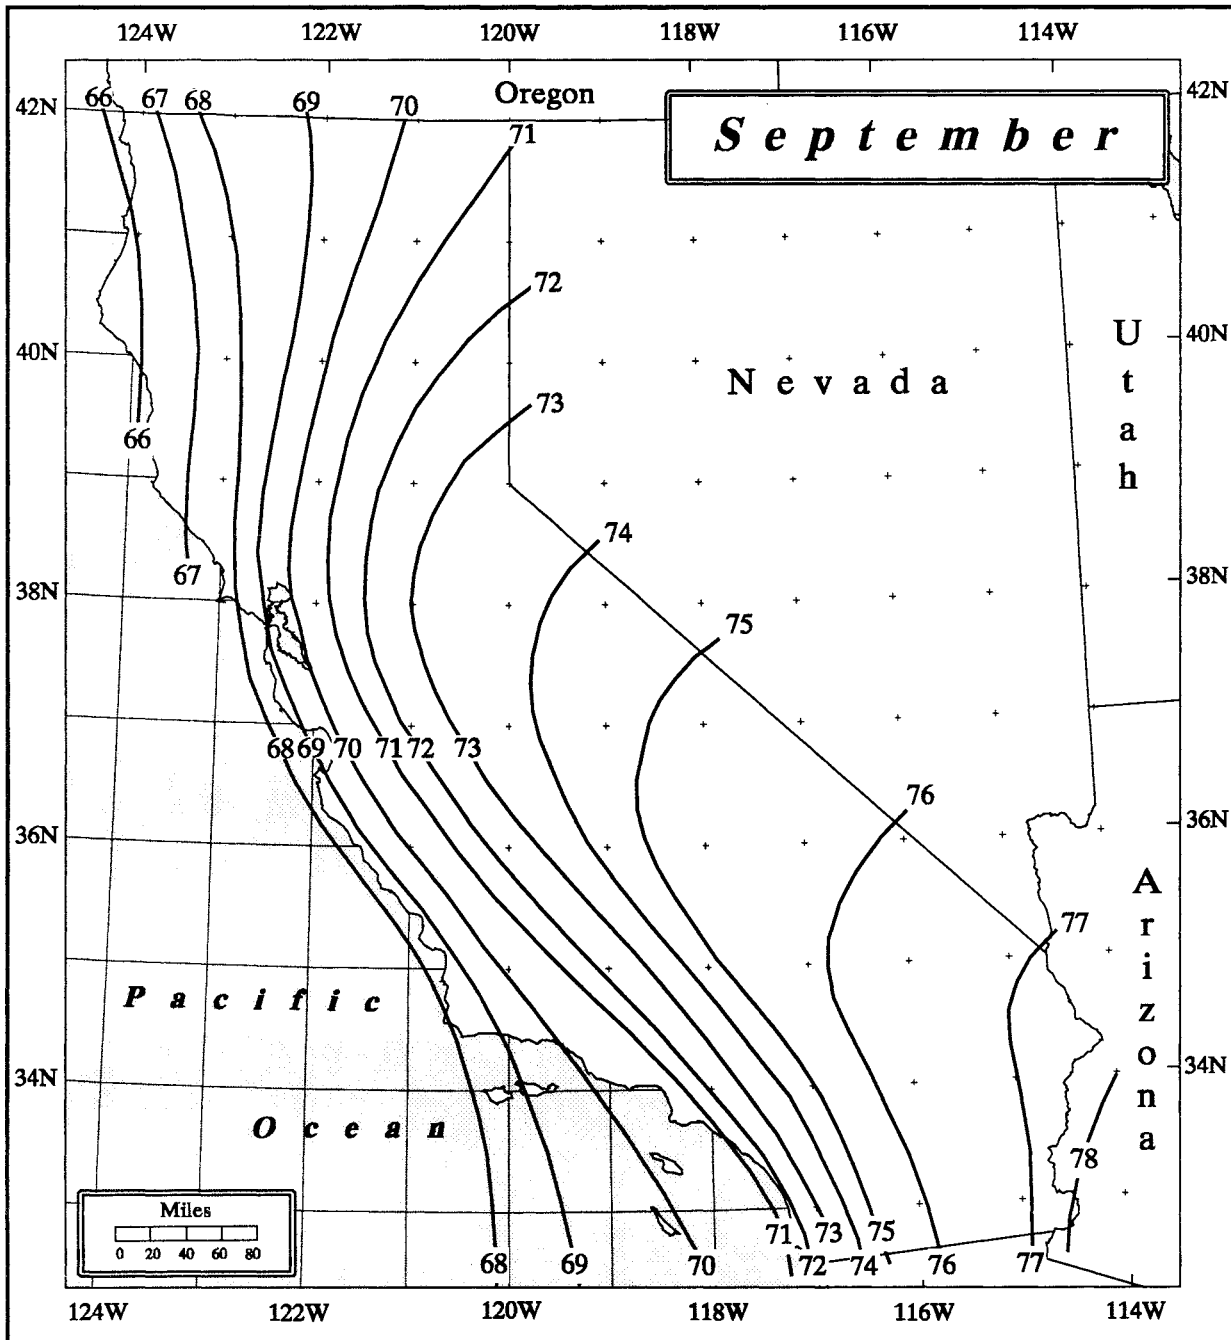 124W 122W 120W 118W 116W 114W
42N 66 67 68 69 70 Oregon 42N
71 September
72
40N Utah 40N
Nevada
73
66
74
67
38N 38N
75
68 69 70 71 72 73
76
36N 36N
Arizona
77
Pacific
34N 34N
Ocean
78
Miles
0 20 40 60 80
71 73 75
68 69 70 72 74 76 77
124W 122W 120W 118W 116W 114W